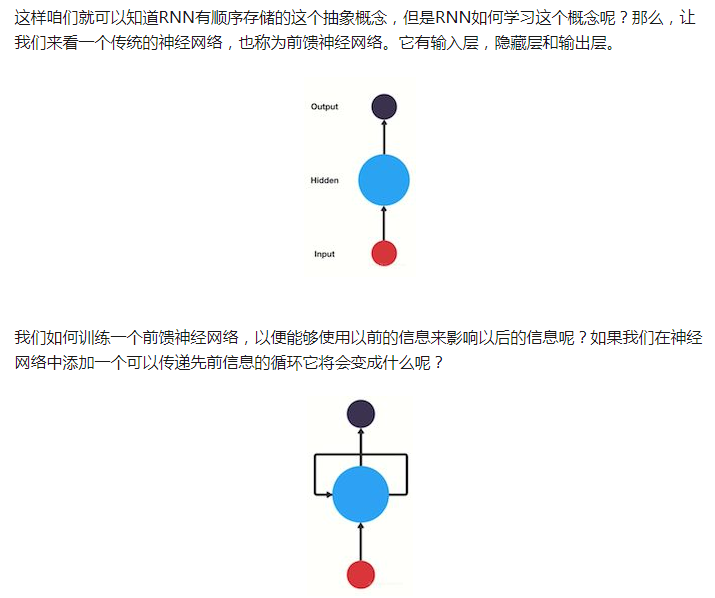 这样咱们就可以知道RNN有顺序存储的这个抽象概念，但是RNN如何学习这个概念呢？那么，让
我们来看一个传统的神经网络，也称为前馈神经网络。它有输入层，隐藏层和输出层。
Output
Hidden
Input
我们如何训练一个前馈神经网络，以便能够使用以前的信息来影响以后的信息呢？如果我们在神经
网络中添加一个可以传递先前信息的循环它将会变成什么呢？